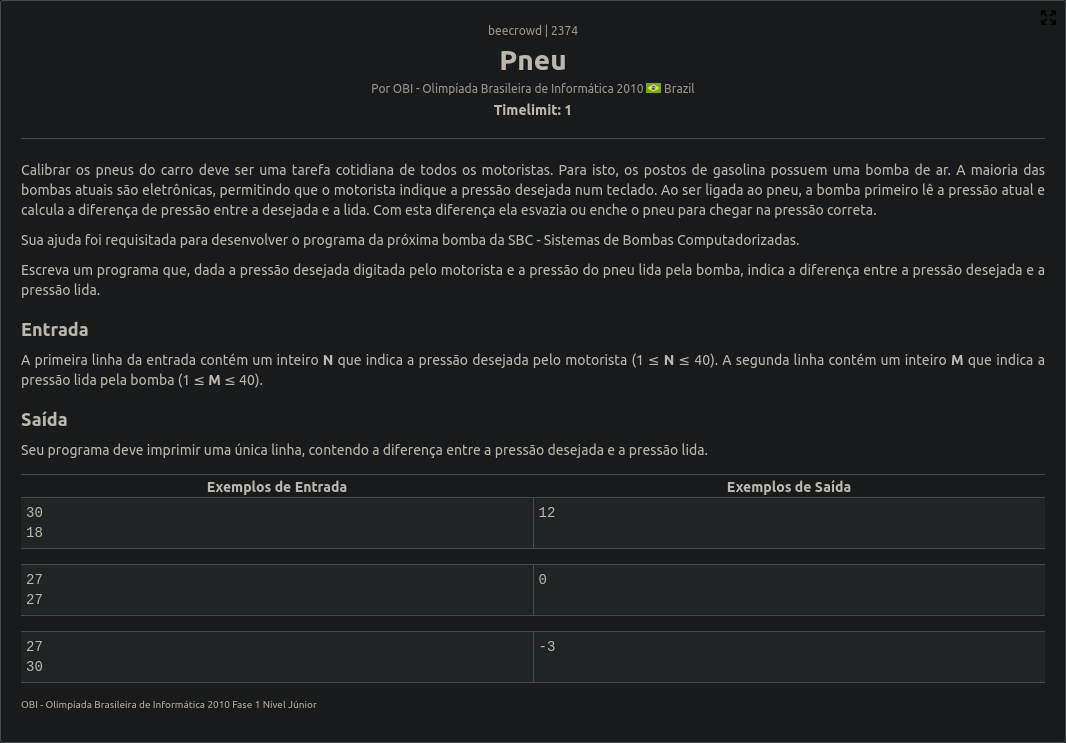 beecrowd | 2374
Pneu
Por OBI - Olimpíada Brasileira de Informática 2010 Brazil
Timelimit: 1
Calibrar os pneus do carro deve ser uma tarefa cotidiana de todos os motoristas. Para isto, os postos de gasolina possuem uma bomba de ar. A maioria das
bombas atuais são eletrônicas, permitindo que o motorista indique a pressão desejada num teclado. Ao ser ligada ao pneu, a bomba primeiro lê a pressão atual e
calcula a diferença de pressão entre a desejada e a lida. Com esta diferença ela esvazia ou enche o pneu para chegar na pressão correta.
Sua ajuda foi requisitada para desenvolver o programa da próxima bomba da SBC - Sistemas de Bombas Computadorizadas.
Escreva um programa que, dada a pressão desejada digitada pelo motorista e a pressão do pneu lida pela bomba, indica a diferença entre a pressão desejada e a
pressão lida.
Entrada
A primeira linha da entrada contém um inteiro N que indica a pressão desejada pelo motorista (1 ≤ N ≤ 40). A segunda linha contém um inteiro M que indica a
pressão lida pela bomba (1 ≤ M ≤ 40).
Saída
Seu programa deve imprimir uma única linha, contendo a diferença entre a pressão desejada e a pressão lida.
Exemplos de Entrada Exemplos de Saída
30 12
18
27 0
27
27 -3
30
OBI - Olimpíada Brasileira de Informática 2010 Fase 1 Nível Júnior